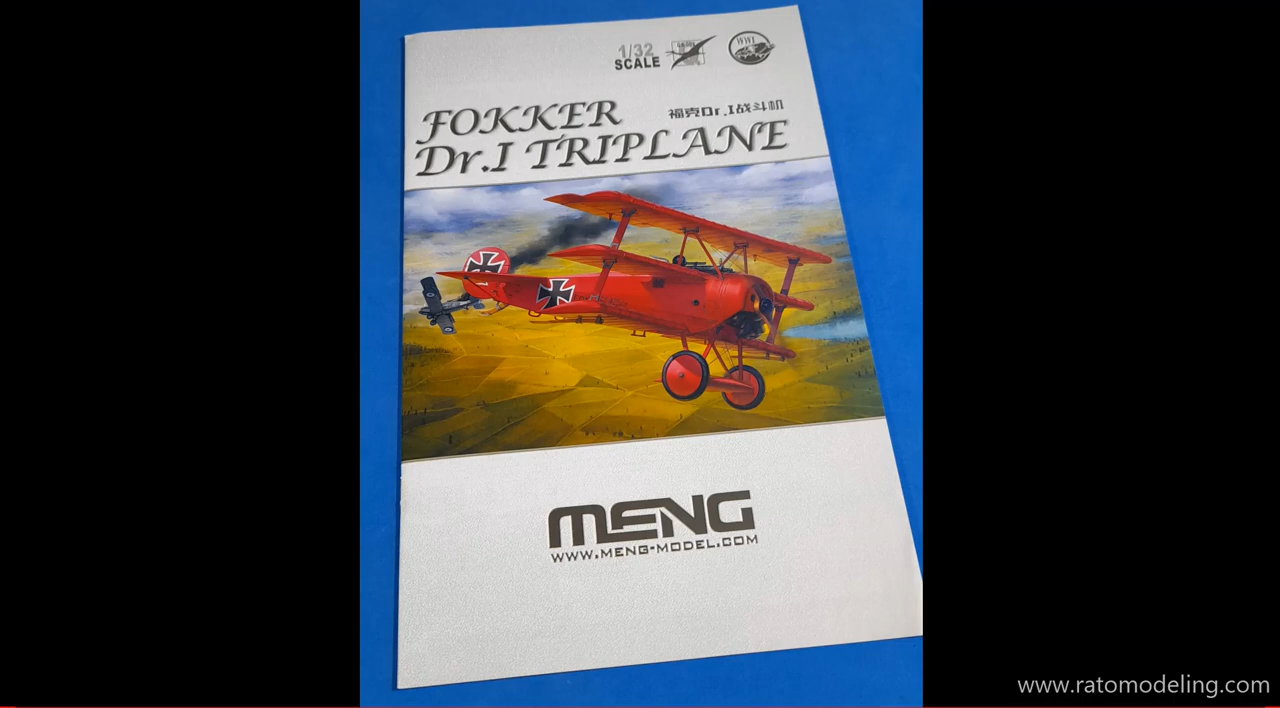 1/32
SCALE
WWI
FOKKER
福克Dr.I战斗机
Dr.I TRIPLANE
MENG
WWW.MENG-MODEL.COM
www.ratomodeling.com